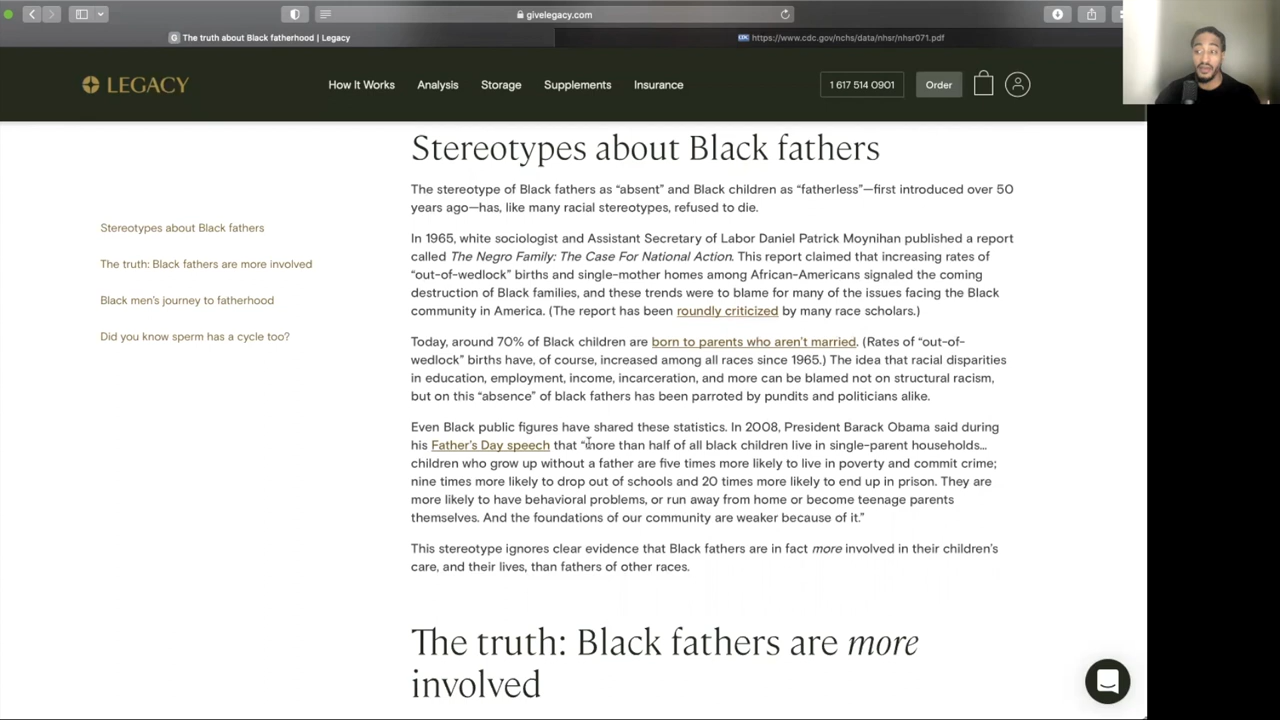 givelegacy.com
The truth about Black fatherhood | Legacy
https://www.cdc.gov/nchs/data/nhsr/nhsr071.pdf
LEGACY
How It Works
Analysis
Storage
Supplements
Insurance
1 617 514 0901
Order
Stereotypes about Black fathers
The truth: Black fathers are more involved
Black men’s journey to fatherhood
Did you know sperm has a cycle too?
Stereotypes about Black fathers
The stereotype of Black fathers as “absent” and Black children as “fatherless”—first introduced over 50
years ago—has, like many racial stereotypes, refused to die.
In 1965, white sociologist and Assistant Secretary of Labor Daniel Patrick Moynihan published a report
called The Negro Family: The Case For National Action. This report claimed that increasing rates of
“out-of-wedlock” births and single-mother homes among African-Americans signaled the coming
destruction of Black families, and these trends were to blame for many of the issues facing the Black
community in America. (The report has been roundly criticized by many race scholars.)
Today, around 70% of Black children are born to parents who aren’t married. (Rates of “out-of-
wedlock” births have, of course, increased among all races since 1965.) The idea that racial disparities
in education, employment, income, incarceration, and more can be blamed not on structural racism,
but on this “absence” of black fathers has been parroted by pundits and politicians alike.
Even Black public figures have shared these statistics. In 2008, President Barack Obama said during
his Father’s Day speech that “more than half of all black children live in single-parent households…
children who grow up without a father are five times more likely to live in poverty and commit crime;
nine times more likely to drop out of schools and 20 times more likely to end up in prison. They are
more likely to have behavioral problems, or run away from home or become teenage parents
themselves. And the foundations of our community are weaker because of it.”
This stereotype ignores clear evidence that Black fathers are in fact more involved in their children’s
care, and their lives, than fathers of other races.
The truth: Black fathers are more
involved